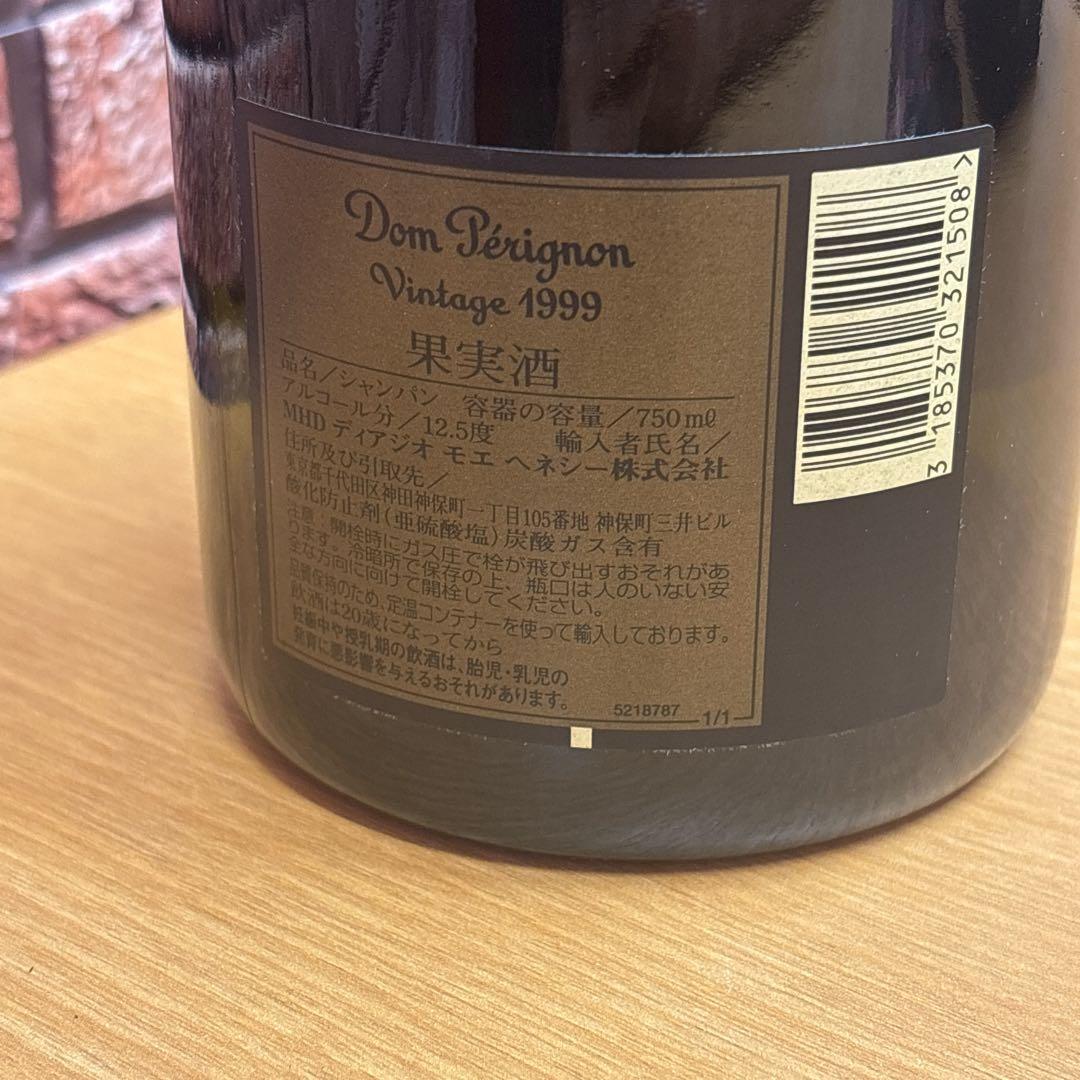 Dom Pérignon
Vintage 1999
果実酒
品名／シャンパン 容器の容量／750㎖
アルコール分／12.5度 輸入者氏名／
MHD ディアジオ モエ ヘネシー株式会社
住所及び引取先／
東京都千代田区神田神保町一丁目105番地 神保町三井ビル
酸化防止剤（亜硫酸塩）炭酸ガス含有
注意：開栓時にガス圧で栓が飛び出すおそれがあ
ります。冷暗所で保存の上、瓶口は人のいない安
全な方向に向けて開栓してください。
品質保持のため、定温コンテナーを使って輸入しております。
飲酒は20歳になってから
妊娠中や授乳期の飲酒は、胎児・乳児の
発育に悪影響を与えるおそれがあります。
5218787
1/1
3 185370 321508 >